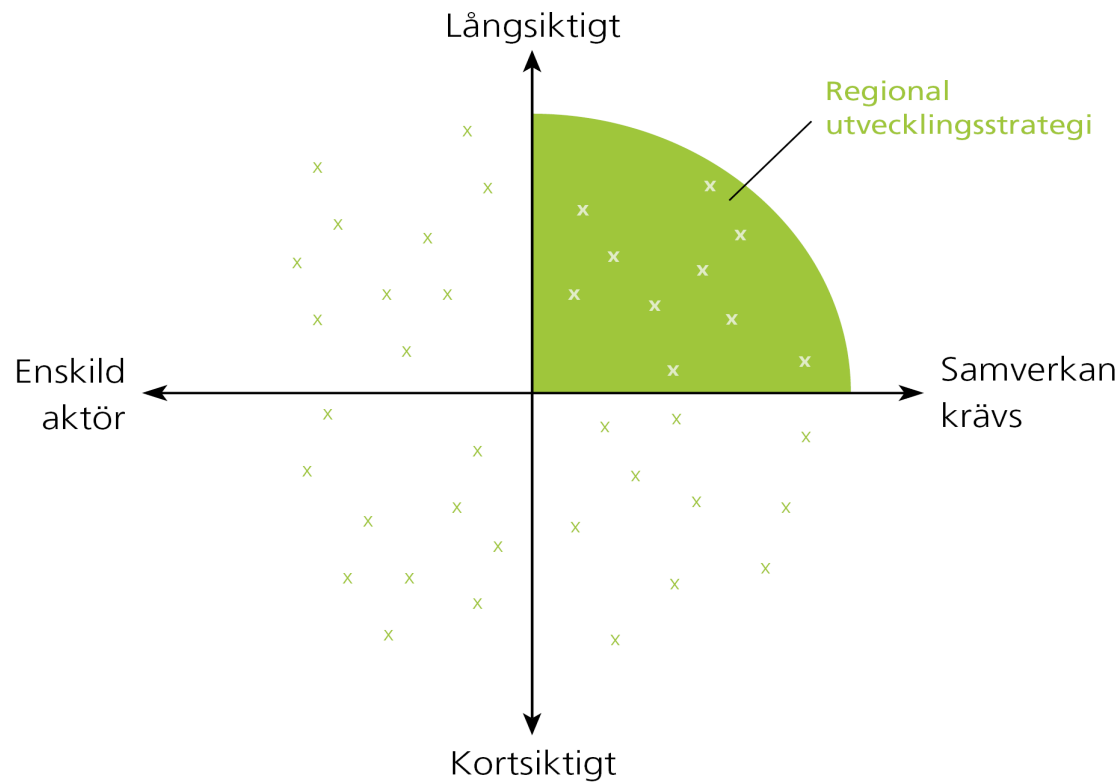 Långsiktigt
Regional
utvecklingsstrategi
Enskild
aktör
Samverkan
krävs
Kortsiktigt